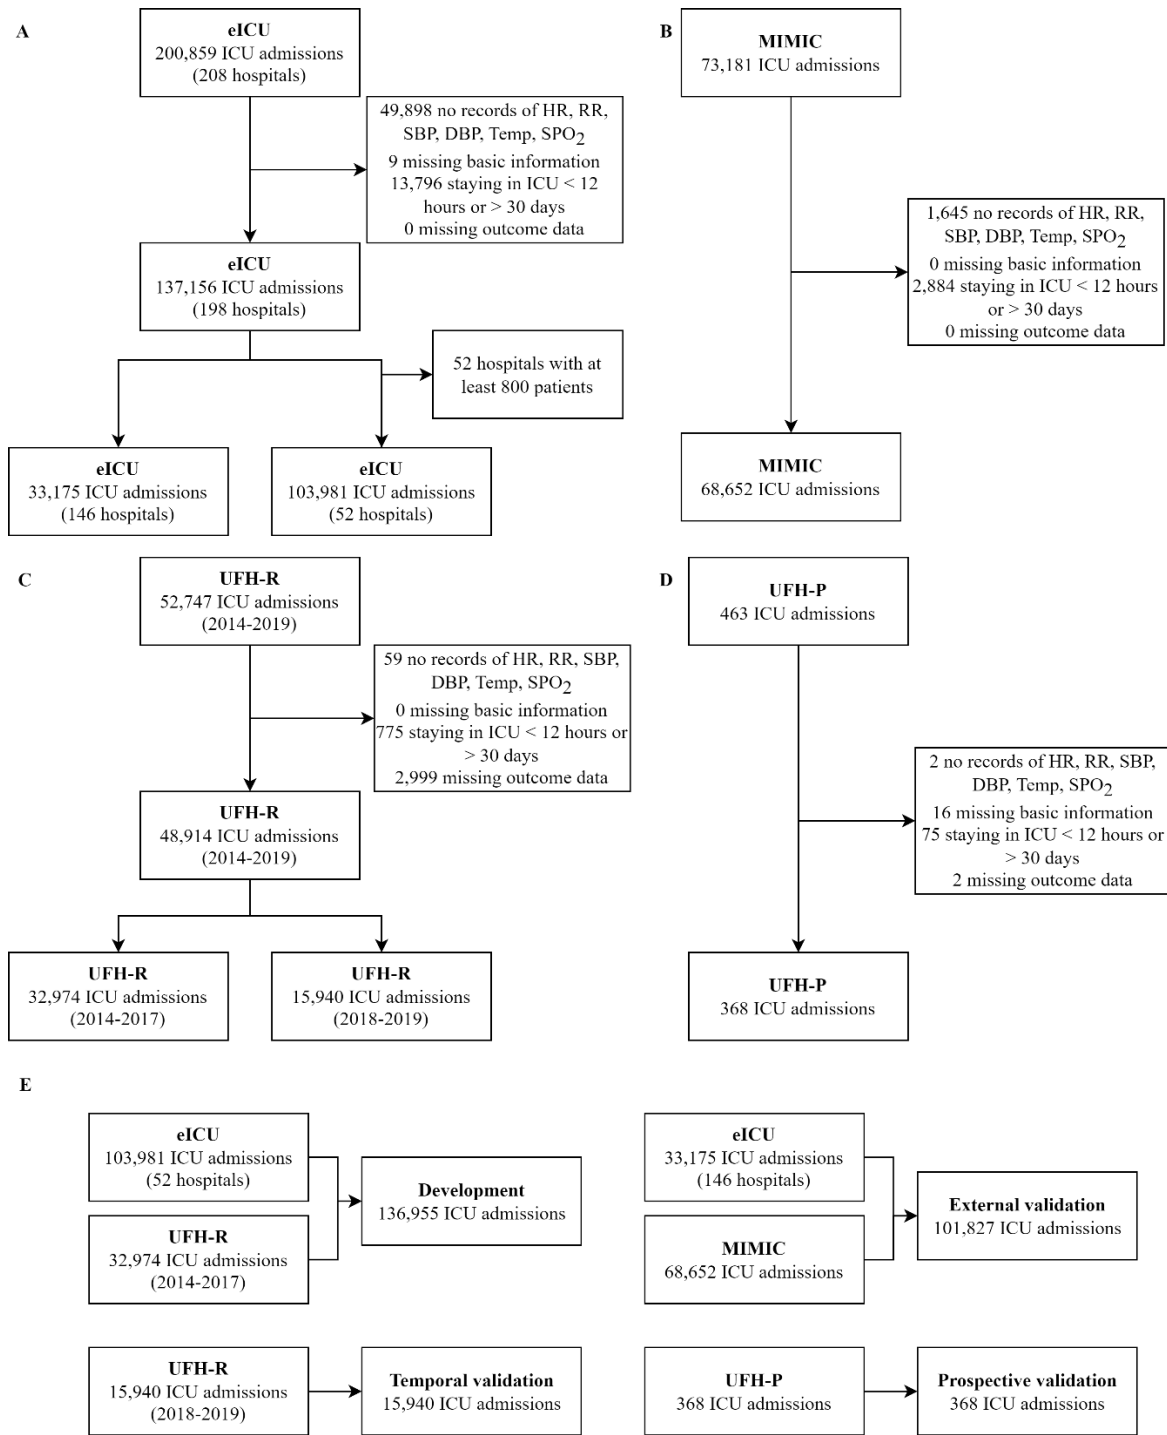 A
eICU
200,859 ICU admissions
(208 hospitals)
49,898 no records of HR, RR,
SBP, DBP, Temp, SPO2
9 missing basic information
13,796 staying in ICU < 12
hours or > 30 days
0 missing outcome data
eICU
137,156 ICU admissions
(198 hospitals)
52 hospitals with at
least 800 patients
eICU
33,175 ICU admissions
(146 hospitals)
eICU
103,981 ICU admissions
(52 hospitals)
B
MIMIC
73,181 ICU admissions
1,645 no records of HR, RR,
SBP, DBP, Temp, SPO2
0 missing basic information
2,884 staying in ICU < 12 hours
or > 30 days
0 missing outcome data
MIMIC
68,652 ICU admissions
C
UFH-R
52,747 ICU admissions
(2014-2019)
59 no records of HR, RR, SBP,
DBP, Temp, SPO2
0 missing basic information
775 staying in ICU < 12 hours or
> 30 days
2,999 missing outcome data
UFH-R
48,914 ICU admissions
(2014-2019)
UFH-R
32,974 ICU admissions
(2014-2017)
UFH-R
15,940 ICU admissions
(2018-2019)
D
UFH-P
463 ICU admissions
2 no records of HR, RR, SBP,
DBP, Temp, SPO2
16 missing basic information
75 staying in ICU < 12 hours or
> 30 days
2 missing outcome data
UFH-P
368 ICU admissions
E
eICU
103,981 ICU admissions
(52 hospitals)
UFH-R
32,974 ICU admissions
(2014-2017)
Development
136,955 ICU admissions
eICU
33,175 ICU admissions
(146 hospitals)
MIMIC
68,652 ICU admissions
External validation
101,827 ICU admissions
UFH-R
15,940 ICU admissions
(2018-2019)
Temporal validation
15,940 ICU admissions
UFH-P
368 ICU admissions
Prospective validation
368 ICU admissions